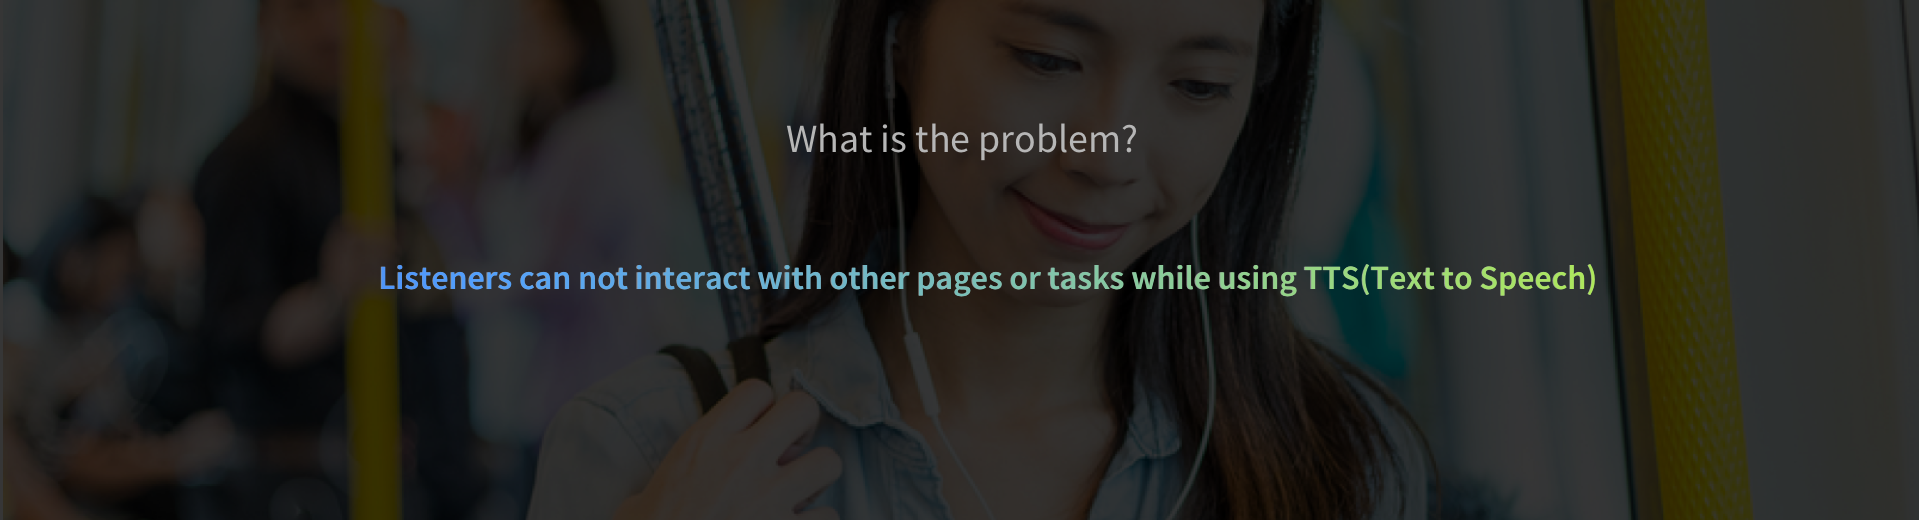 What is the problem?
Listeners can not interact with other pages or tasks while using TTS(Text to Speech)